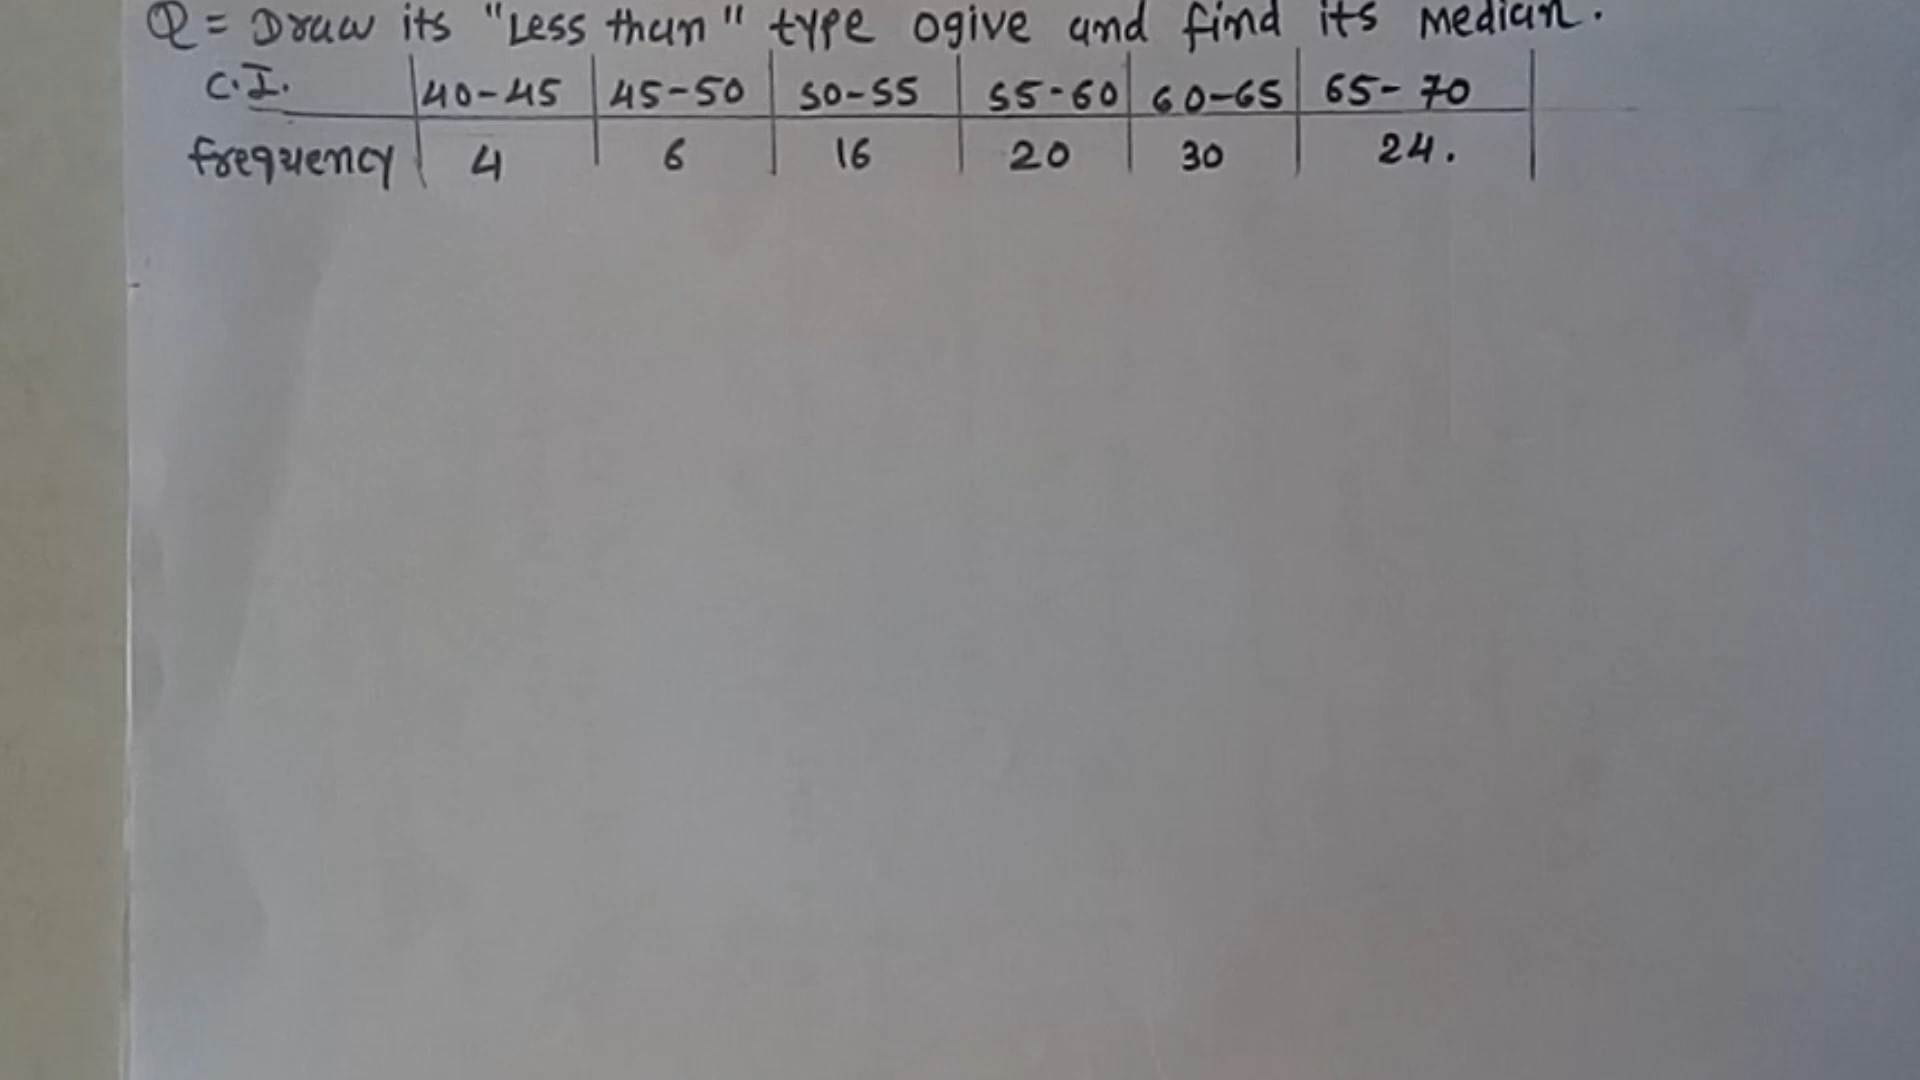 Q = Draw its "Less than" type ogive and find its median.
C.I. 40-45 45-50 50-55 55-60 60-65 65-70
frequency 4 6 16 20 30 24.